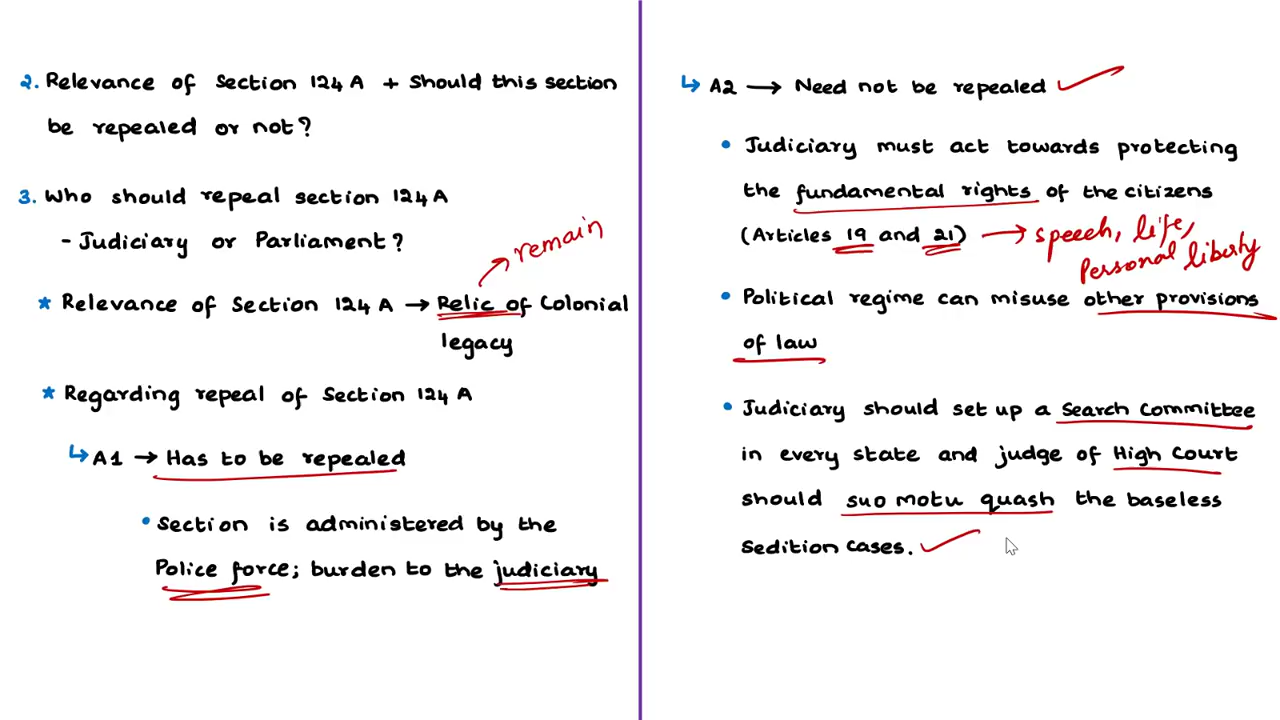 2. Relevance of Section 124A + Should this section
be repealed or not?
3. Who should repeal section 124A
- Judiciary or Parliament?
remain
* Relevance of Section 124A → Relic of Colonial
legacy
* Regarding repeal of Section 124A
↳ A1 → Has to be repealed
• Section is administered by the
Police force; burden to the judiciary
↳ A2 → Need not be repealed ✓
• Judiciary must act towards protecting
the fundamental rights of the citizens
(Articles 19 and 21) → speech, life,
Personal liberty
• Political regime can misuse other provisions
of law
• Judiciary should set up a Search Committee
in every state and judge of High Court
should suo motu quash the baseless
Sedition cases. ✓